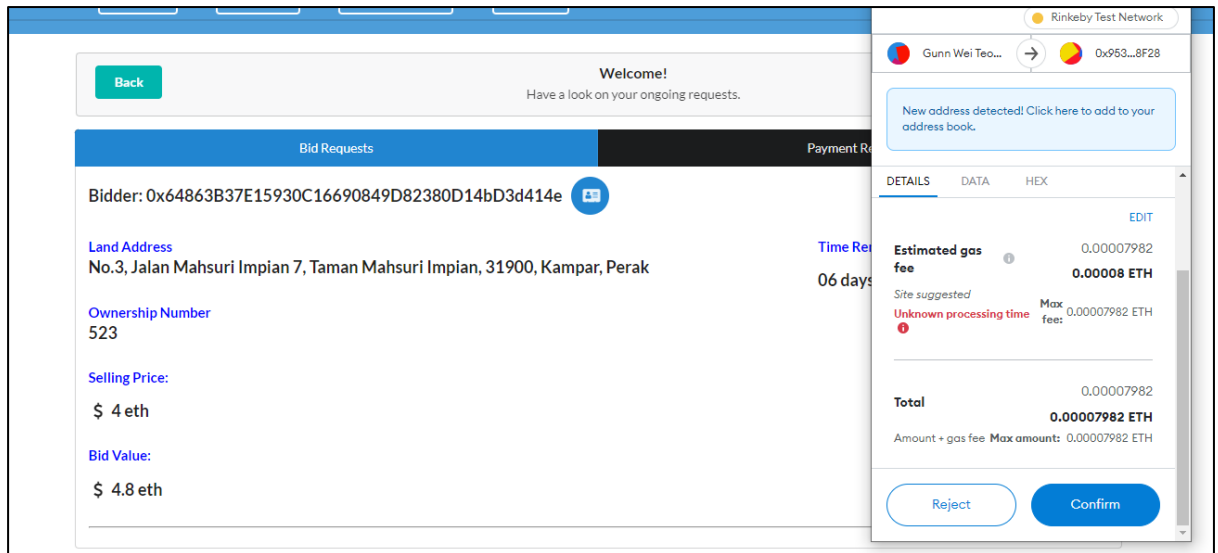 Back
Welcome!
Have a look on your ongoing requests.
Bid Requests
Payment Re
Bidder: 0x64863B37E15930C16690849D82380D14bD3d414e
Land Address
No.3, Jalan Mahsuri Impian 7, Taman Mahsuri Impian, 31900, Kampar, Perak
Time Rem
06 days
Ownership Number
523
Selling Price:
$ 4 eth
Bid Value:
$ 4.8 eth
Rinkeby Test Network
Gunn Wei Teo...
0x953...8F28
New address detected! Click here to add to your
address book.
DETAILS DATA HEX
EDIT
Estimated gas
fee
0.00007982
0.00008 ETH
Site suggested
Unknown processing time
Max
fee: 0.00007982 ETH
Total
0.00007982
0.00007982 ETH
Amount + gas fee Max amount: 0.00007982 ETH
Reject
Confirm